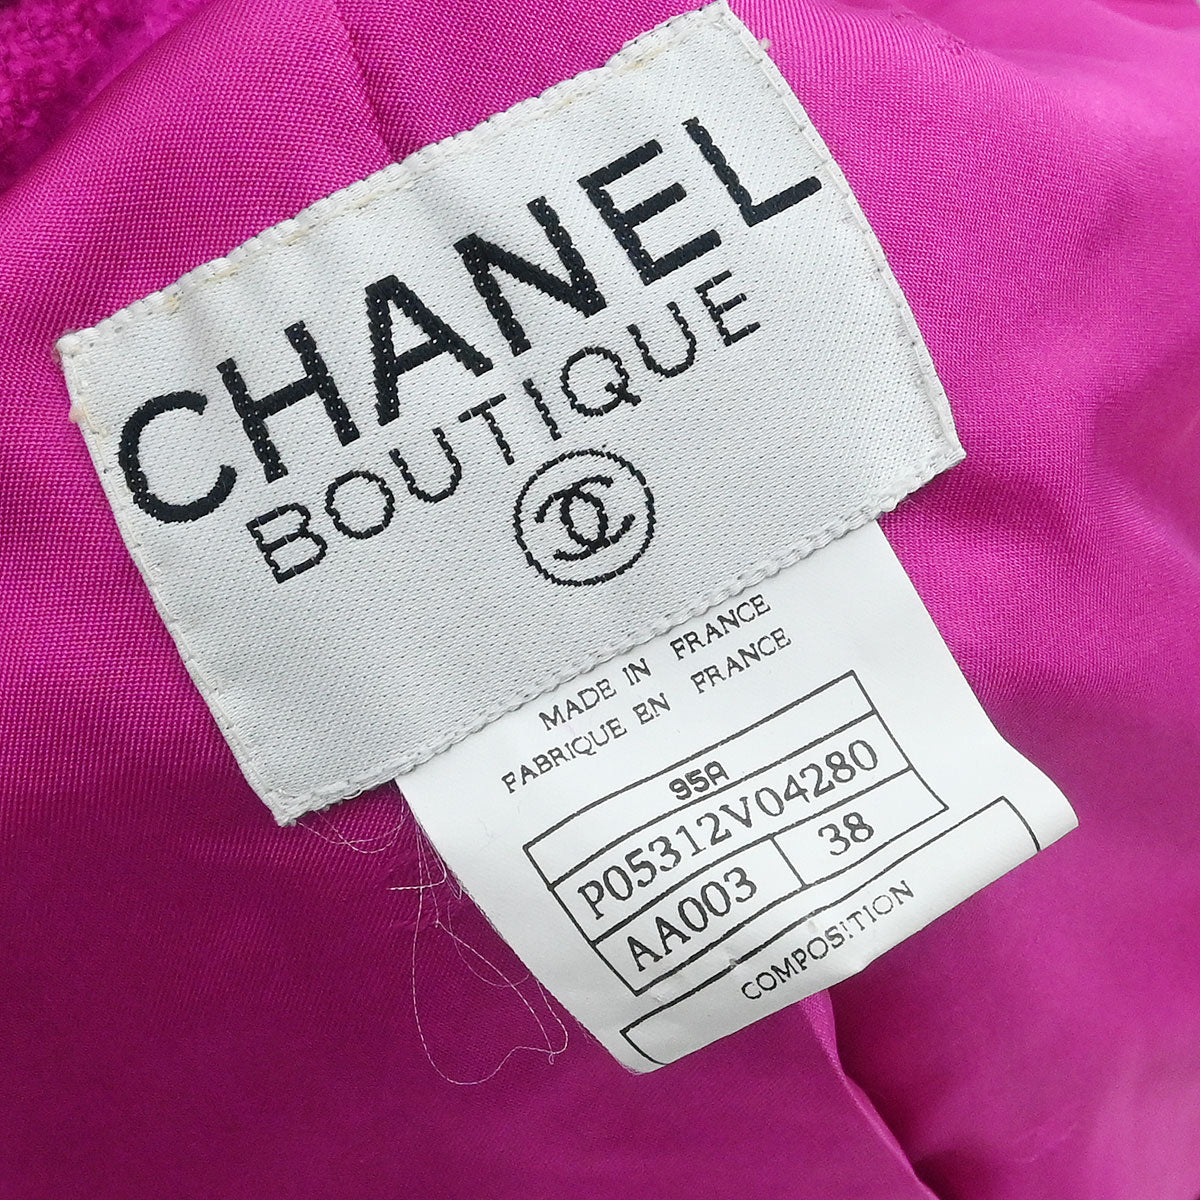 CHANEL
BOUTIQUE
MADE IN FRANCE
FABRIQUE EN FRANCE
95A
P05312V04280
AA003 38
COMPOSITION